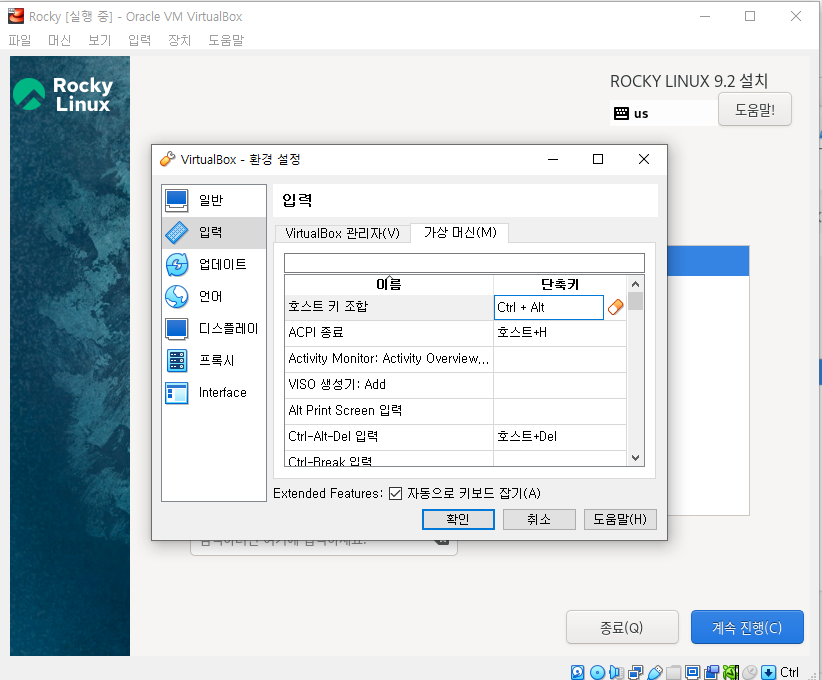 Rocky [실행 중] - Oracle VM VirtualBox
파일 머신 보기 입력 장치 도움말
Rocky
Linux
ROCKY LINUX 9.2 설치
us
도움말!
VirtualBox - 환경 설정
일반
입력
업데이트
언어
디스플레이
프록시
Interface
입력
VirtualBox 관리자(V) 가상 머신(M)
이름 단축키
호스트 키 조합 Ctrl + Alt
ACPI 종료 호스트+H
Activity Monitor: Activity Overview...
VISO 생성기: Add
Alt Print Screen 입력
Ctrl-Alt-Del 입력 호스트+Del
Ctrl-Break 입력
Extended Features: 자동으로 키보드 잡기(A)
확인 취소 도움말(H)
종료(Q) 계속 진행(C)
Ctrl